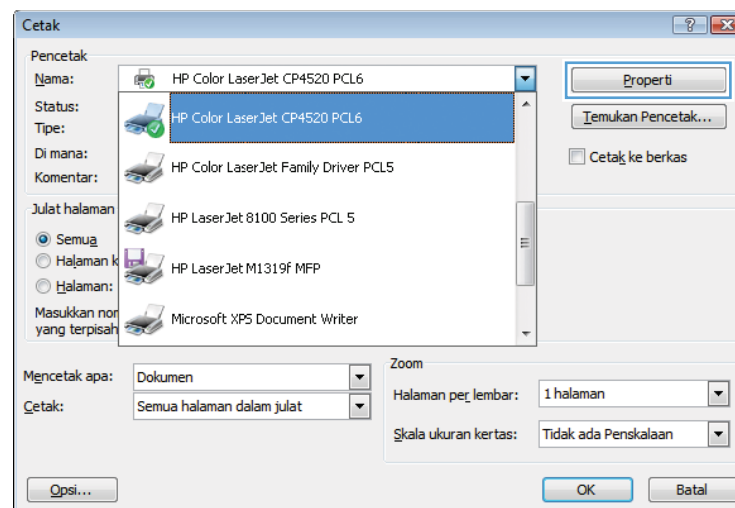 Cetak
Pencetak
Nama: HP Color LaserJet CP4520 PCL6 Properti
Status: HP Color LaserJet CP4520 PCL6 Temukan Pencetak...
Tipe:
Di mana: HP Color LaserJet Family Driver PCL5 Cetak ke berkas
Komentar:
Julat halaman HP LaserJet 8100 Series PCL 5
Semua
Halaman HP LaserJet M1319f MFP
Halaman:
Masukkan Microsoft XPS Document Writer
yang
Zoom
Mencetak apa: Dokumen Halaman per lembar: 1 halaman
Cetak: Semua halaman dalam julat
Skala ukuran kertas: Tidak ada Penskalaan
Opsi... OK Batal